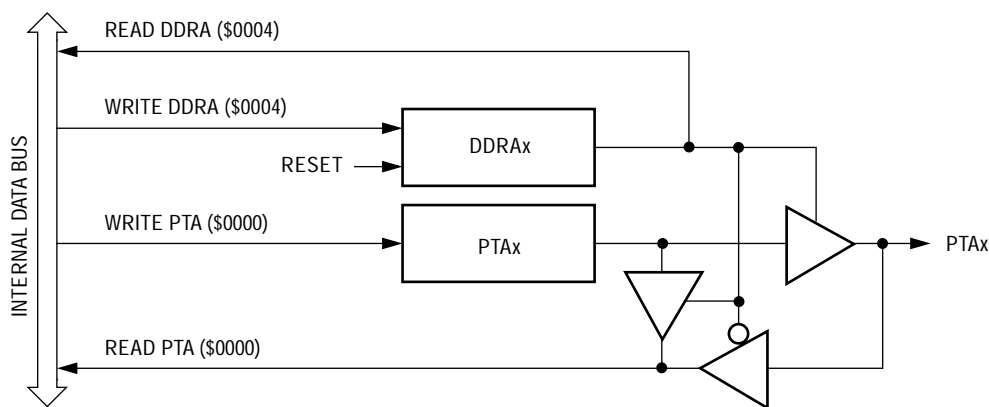 READ DDRA ($0004)
WRITE DDRA ($0004)
DDRAx
RESET
INTERNAL DATA BUS
WRITE PTA ($0000)
PTAx
PTAx
READ PTA ($0000)